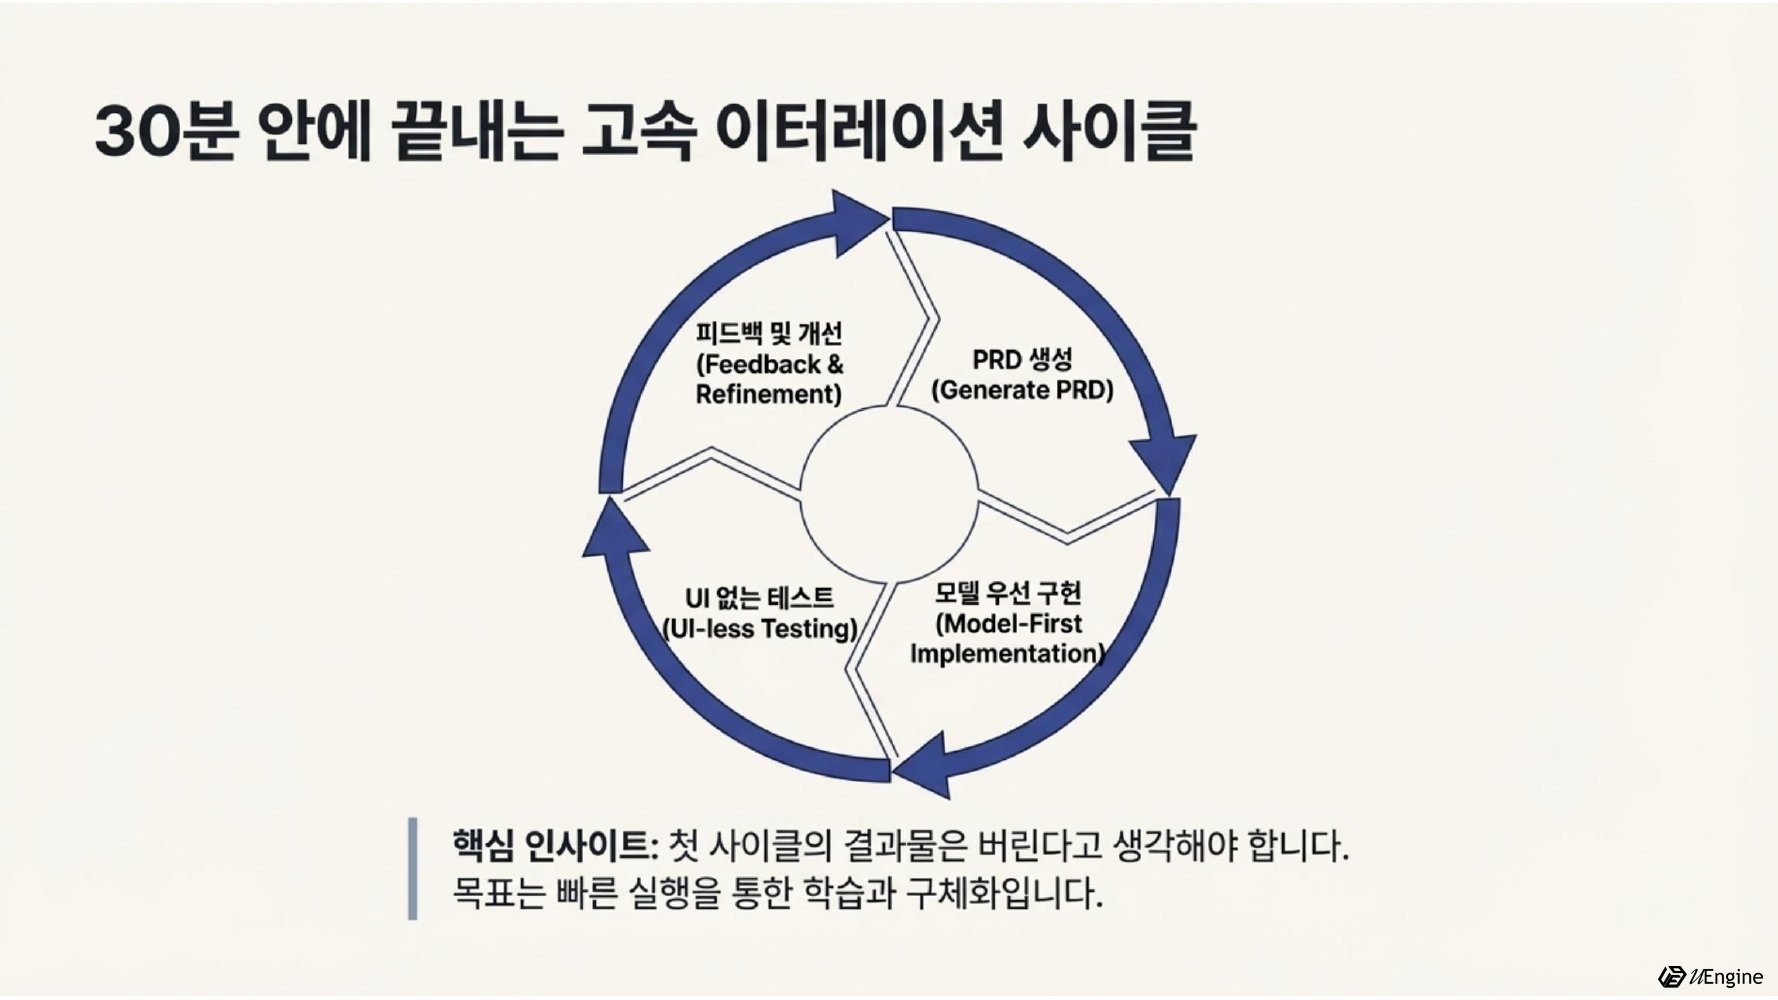 30분 안에 끝내는 고속 이터레이션 사이클
피드백 및 개선
(Feedback &
Refinement)
PRD 생성
(Generate PRD)
UI 없는 테스트
(UI-less Testing)
모델 우선 구헌
(Model-First
Implementation)
핵심 인사이트: 첫 사이클의 결과물은 버린다고 생각해야 합니다.
목표는 빠른 실행을 통한 학습과 구체화입니다.
uEngine